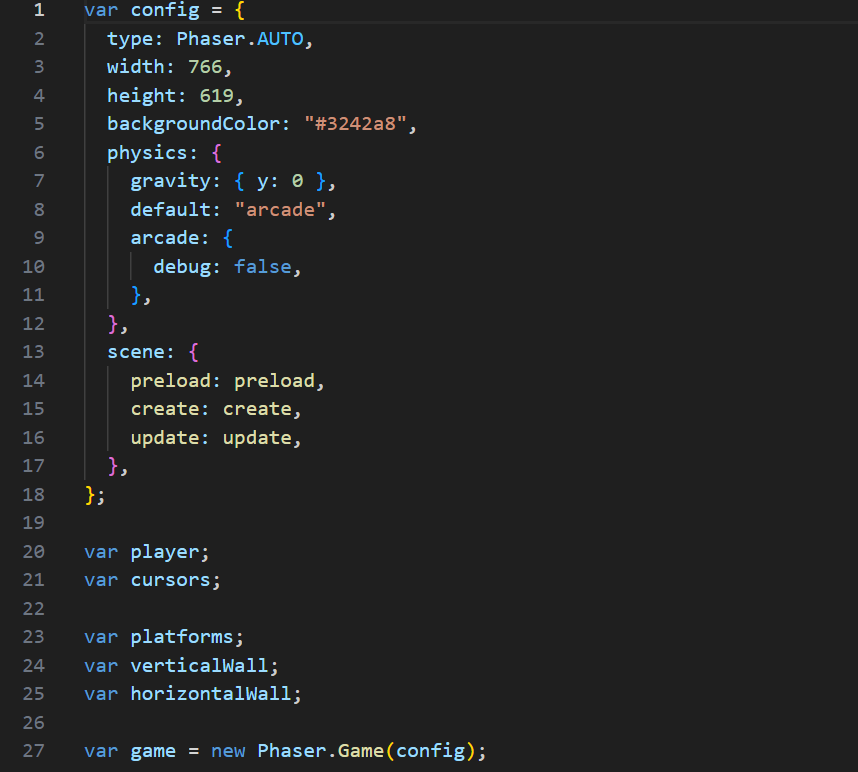 1 var config = {
2 type: Phaser.AUTO,
3 width: 766,
4 height: 619,
5 backgroundColor: "#3242a8",
6 physics: {
7 gravity: { y: 0 },
8 default: "arcade",
9 arcade: {
10 debug: false,
11 },
12 },
13 scene: {
14 preload: preload,
15 create: create,
16 update: update,
17 },
18 };
19
20 var player;
21 var cursors;
22
23 var platforms;
24 var verticalWall;
25 var horizontalWall;
26
27 var game = new Phaser.Game(config);